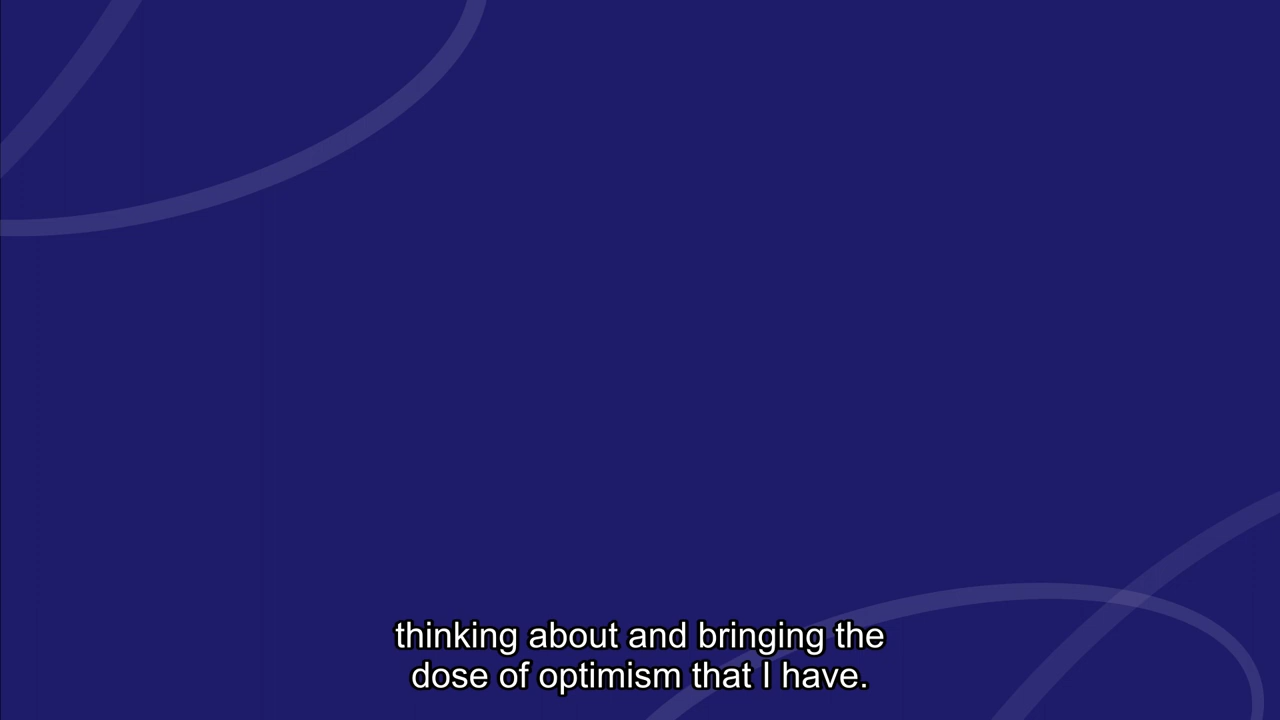 thinking about and bringing the
dose of optimism that I have.